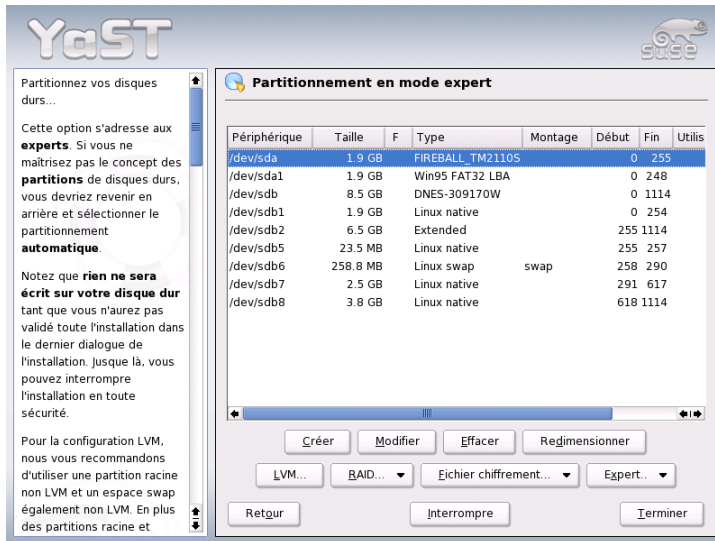 YaST
SUSE
Partitionnez vos disques
durs...
Cette option s'adresse aux
experts. Si vous ne
maîtrisez pas le concept des
partitions de disques durs,
vous devriez revenir en
arrière et sélectionner le
partitionnement
automatique.
Notez que rien ne sera
écrit sur votre disque dur
tant que vous n'aurez pas
validé toute l'installation dans
le dernier dialogue de
l'installation. Jusque là, vous
pouvez interrompre
l'installation en toute
sécurité.
Pour la configuration LVM,
nous vous recommandons
d'utiliser une partition racine
non LVM et un espace swap
également non LVM. En plus
des partitions racine et
Partitionnement en mode expert
Périphérique Taille F Type Montage Début Fin Utilis
/dev/sda 1.9 GB FIREBALL_TM2110S 0 255
/dev/sda1 1.9 GB Win95 FAT32 LBA 0 248
/dev/sdb 8.5 GB DNES-309170W 0 1114
/dev/sdb1 1.9 GB Linux native 0 254
/dev/sdb2 6.5 GB Extended 255 1114
/dev/sdb5 23.5 MB Linux native 255 257
/dev/sdb6 258.8 MB Linux swap swap 258 290
/dev/sdb7 2.5 GB Linux native 291 617
/dev/sdb8 3.8 GB Linux native 618 1114
Créer Modifier Effacer Redimensionner
LVM... RAID... Fichier chiffrement... Expert..
Retour Interrompre Terminer